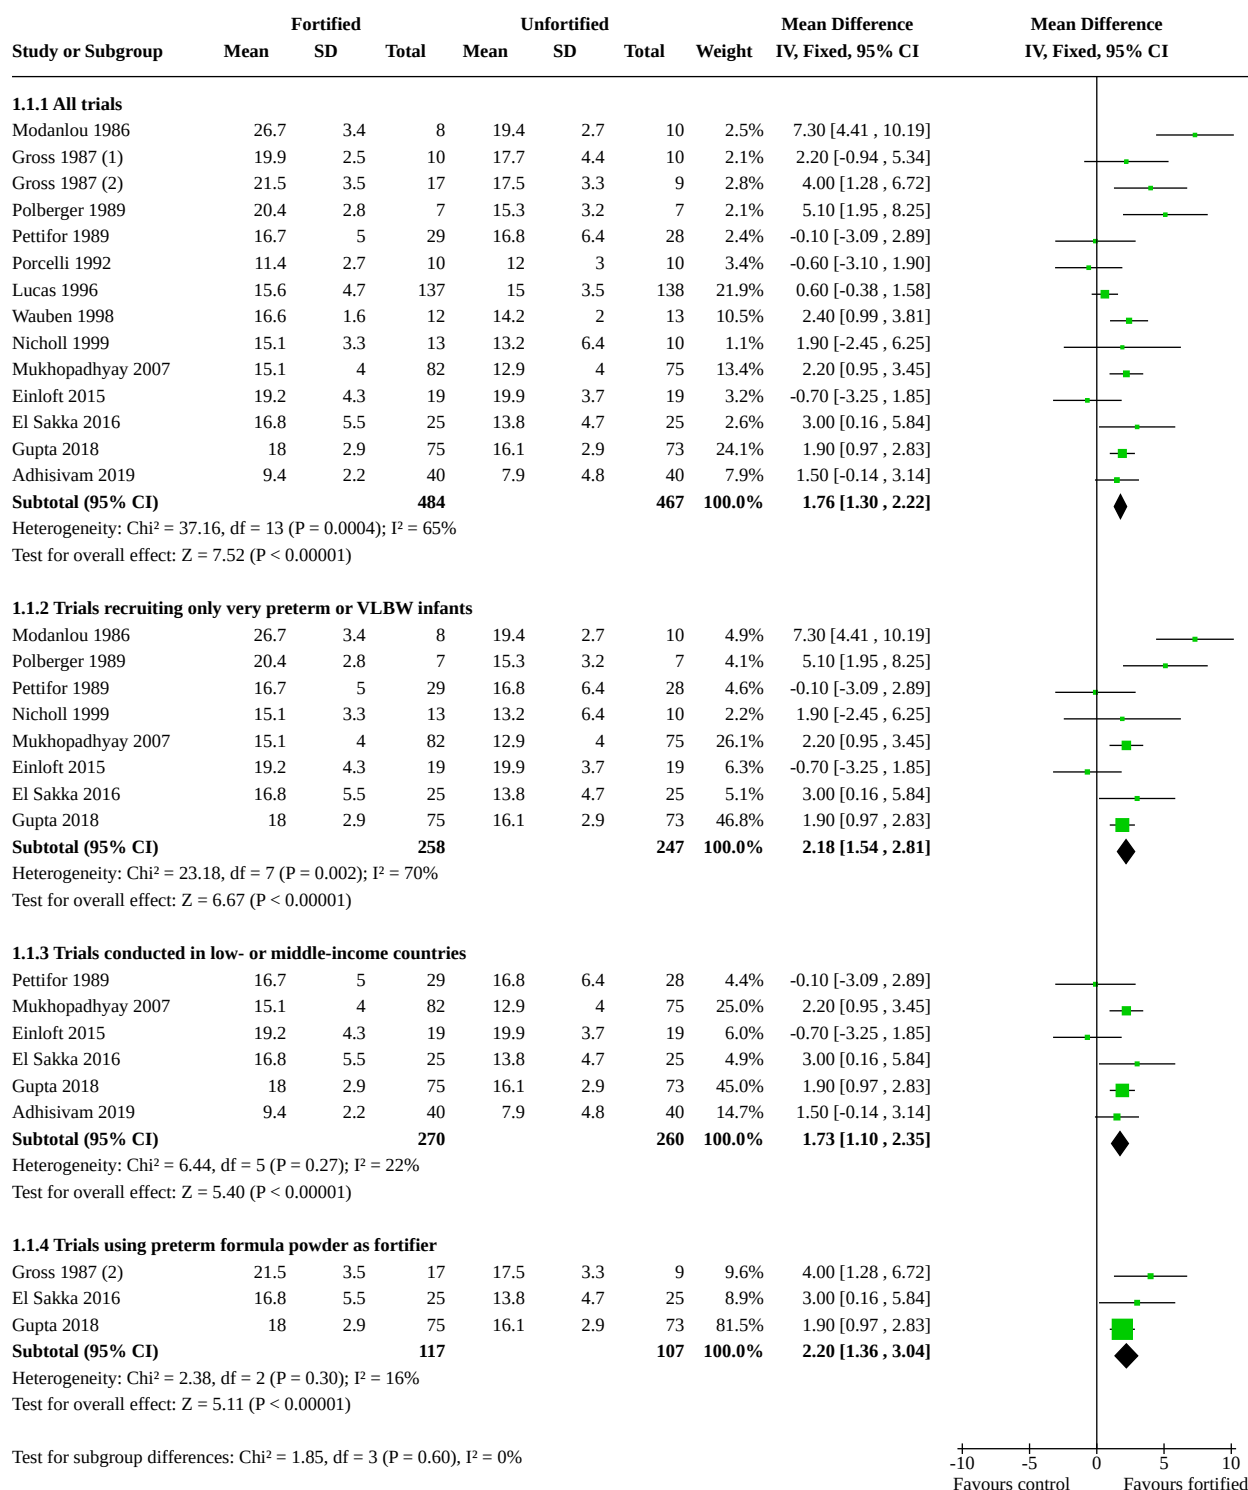 Fortified Unfortified Mean Difference Mean Difference
Study or Subgroup Mean SD Total Mean SD Total Weight IV, Fixed, 95% CI IV, Fixed, 95% CI
1.1.1 All trials
Modanlou 1986 26.7 3.4 8 19.4 2.7 10 2.5% 7.30 [4.41 , 10.19]
Gross 1987 (1) 19.9 2.5 10 17.7 4.4 10 2.1% 2.20 [-0.94 , 5.34]
Gross 1987 (2) 21.5 3.5 17 17.5 3.3 9 2.8% 4.00 [1.28 , 6.72]
Polberger 1989 20.4 2.8 7 15.3 3.2 7 2.1% 5.10 [1.95 , 8.25]
Pettifor 1989 16.7 5 29 16.8 6.4 28 2.4% -0.10 [-3.09 , 2.89]
Porcelli 1992 11.4 2.7 10 12 3 10 3.4% -0.60 [-3.10 , 1.90]
Lucas 1996 15.6 4.7 137 15 3.5 138 21.9% 0.60 [-0.38 , 1.58]
Wauben 1998 16.6 1.6 12 14.2 2 13 10.5% 2.40 [0.99 , 3.81]
Nicholl 1999 15.1 3.3 13 13.2 6.4 10 1.1% 1.90 [-2.45 , 6.25]
Mukhopadhyay 2007 15.1 4 82 12.9 4 75 13.4% 2.20 [0.95 , 3.45]
Einloft 2015 19.2 4.3 19 19.9 3.7 19 3.2% -0.70 [-3.25 , 1.85]
El Sakka 2016 16.8 5.5 25 13.8 4.7 25 2.6% 3.00 [0.16 , 5.84]
Gupta 2018 18 2.9 75 16.1 2.9 73 24.1% 1.90 [0.97 , 2.83]
Adhisivam 2019 9.4 2.2 40 7.9 4.8 40 7.9% 1.50 [-0.14 , 3.14]
Subtotal (95% CI) 484 467 100.0% 1.76 [1.30 , 2.22]
Heterogeneity: Chi² = 37.16, df = 13 (P = 0.0004); I² = 65%
Test for overall effect: Z = 7.52 (P < 0.00001)
1.1.2 Trials recruiting only very preterm or VLBW infants
Modanlou 1986 26.7 3.4 8 19.4 2.7 10 4.9% 7.30 [4.41 , 10.19]
Polberger 1989 20.4 2.8 7 15.3 3.2 7 4.1% 5.10 [1.95 , 8.25]
Pettifor 1989 16.7 5 29 16.8 6.4 28 4.6% -0.10 [-3.09 , 2.89]
Nicholl 1999 15.1 3.3 13 13.2 6.4 10 2.2% 1.90 [-2.45 , 6.25]
Mukhopadhyay 2007 15.1 4 82 12.9 4 75 26.1% 2.20 [0.95 , 3.45]
Einloft 2015 19.2 4.3 19 19.9 3.7 19 6.3% -0.70 [-3.25 , 1.85]
El Sakka 2016 16.8 5.5 25 13.8 4.7 25 5.1% 3.00 [0.16 , 5.84]
Gupta 2018 18 2.9 75 16.1 2.9 73 46.8% 1.90 [0.97 , 2.83]
Subtotal (95% CI) 258 247 100.0% 2.18 [1.54 , 2.81]
Heterogeneity: Chi² = 23.18, df = 7 (P = 0.002); I² = 70%
Test for overall effect: Z = 6.67 (P < 0.00001)
1.1.3 Trials conducted in low- or middle-income countries
Pettifor 1989 16.7 5 29 16.8 6.4 28 4.4% -0.10 [-3.09 , 2.89]
Mukhopadhyay 2007 15.1 4 82 12.9 4 75 25.0% 2.20 [0.95 , 3.45]
Einloft 2015 19.2 4.3 19 19.9 3.7 19 6.0% -0.70 [-3.25 , 1.85]
El Sakka 2016 16.8 5.5 25 13.8 4.7 25 4.9% 3.00 [0.16 , 5.84]
Gupta 2018 18 2.9 75 16.1 2.9 73 45.0% 1.90 [0.97 , 2.83]
Adhisivam 2019 9.4 2.2 40 7.9 4.8 40 14.7% 1.50 [-0.14 , 3.14]
Subtotal (95% CI) 270 260 100.0% 1.73 [1.10 , 2.35]
Heterogeneity: Chi² = 6.44, df = 5 (P = 0.27); I² = 22%
Test for overall effect: Z = 5.40 (P < 0.00001)
1.1.4 Trials using preterm formula powder as fortifier
Gross 1987 (2) 21.5 3.5 17 17.5 3.3 9 9.6% 4.00 [1.28 , 6.72]
El Sakka 2016 16.8 5.5 25 13.8 4.7 25 8.9% 3.00 [0.16 , 5.84]
Gupta 2018 18 2.9 75 16.1 2.9 73 81.5% 1.90 [0.97 , 2.83]
Subtotal (95% CI) 117 107 100.0% 2.20 [1.36 , 3.04]
Heterogeneity: Chi² = 2.38, df = 2 (P = 0.30); I² = 16%
Test for overall effect: Z = 5.11 (P < 0.00001)
Test for subgroup differences: Chi² = 1.85, df = 3 (P = 0.60), I² = 0%
-10 -5 0 5 10
Favours control Favours fortified